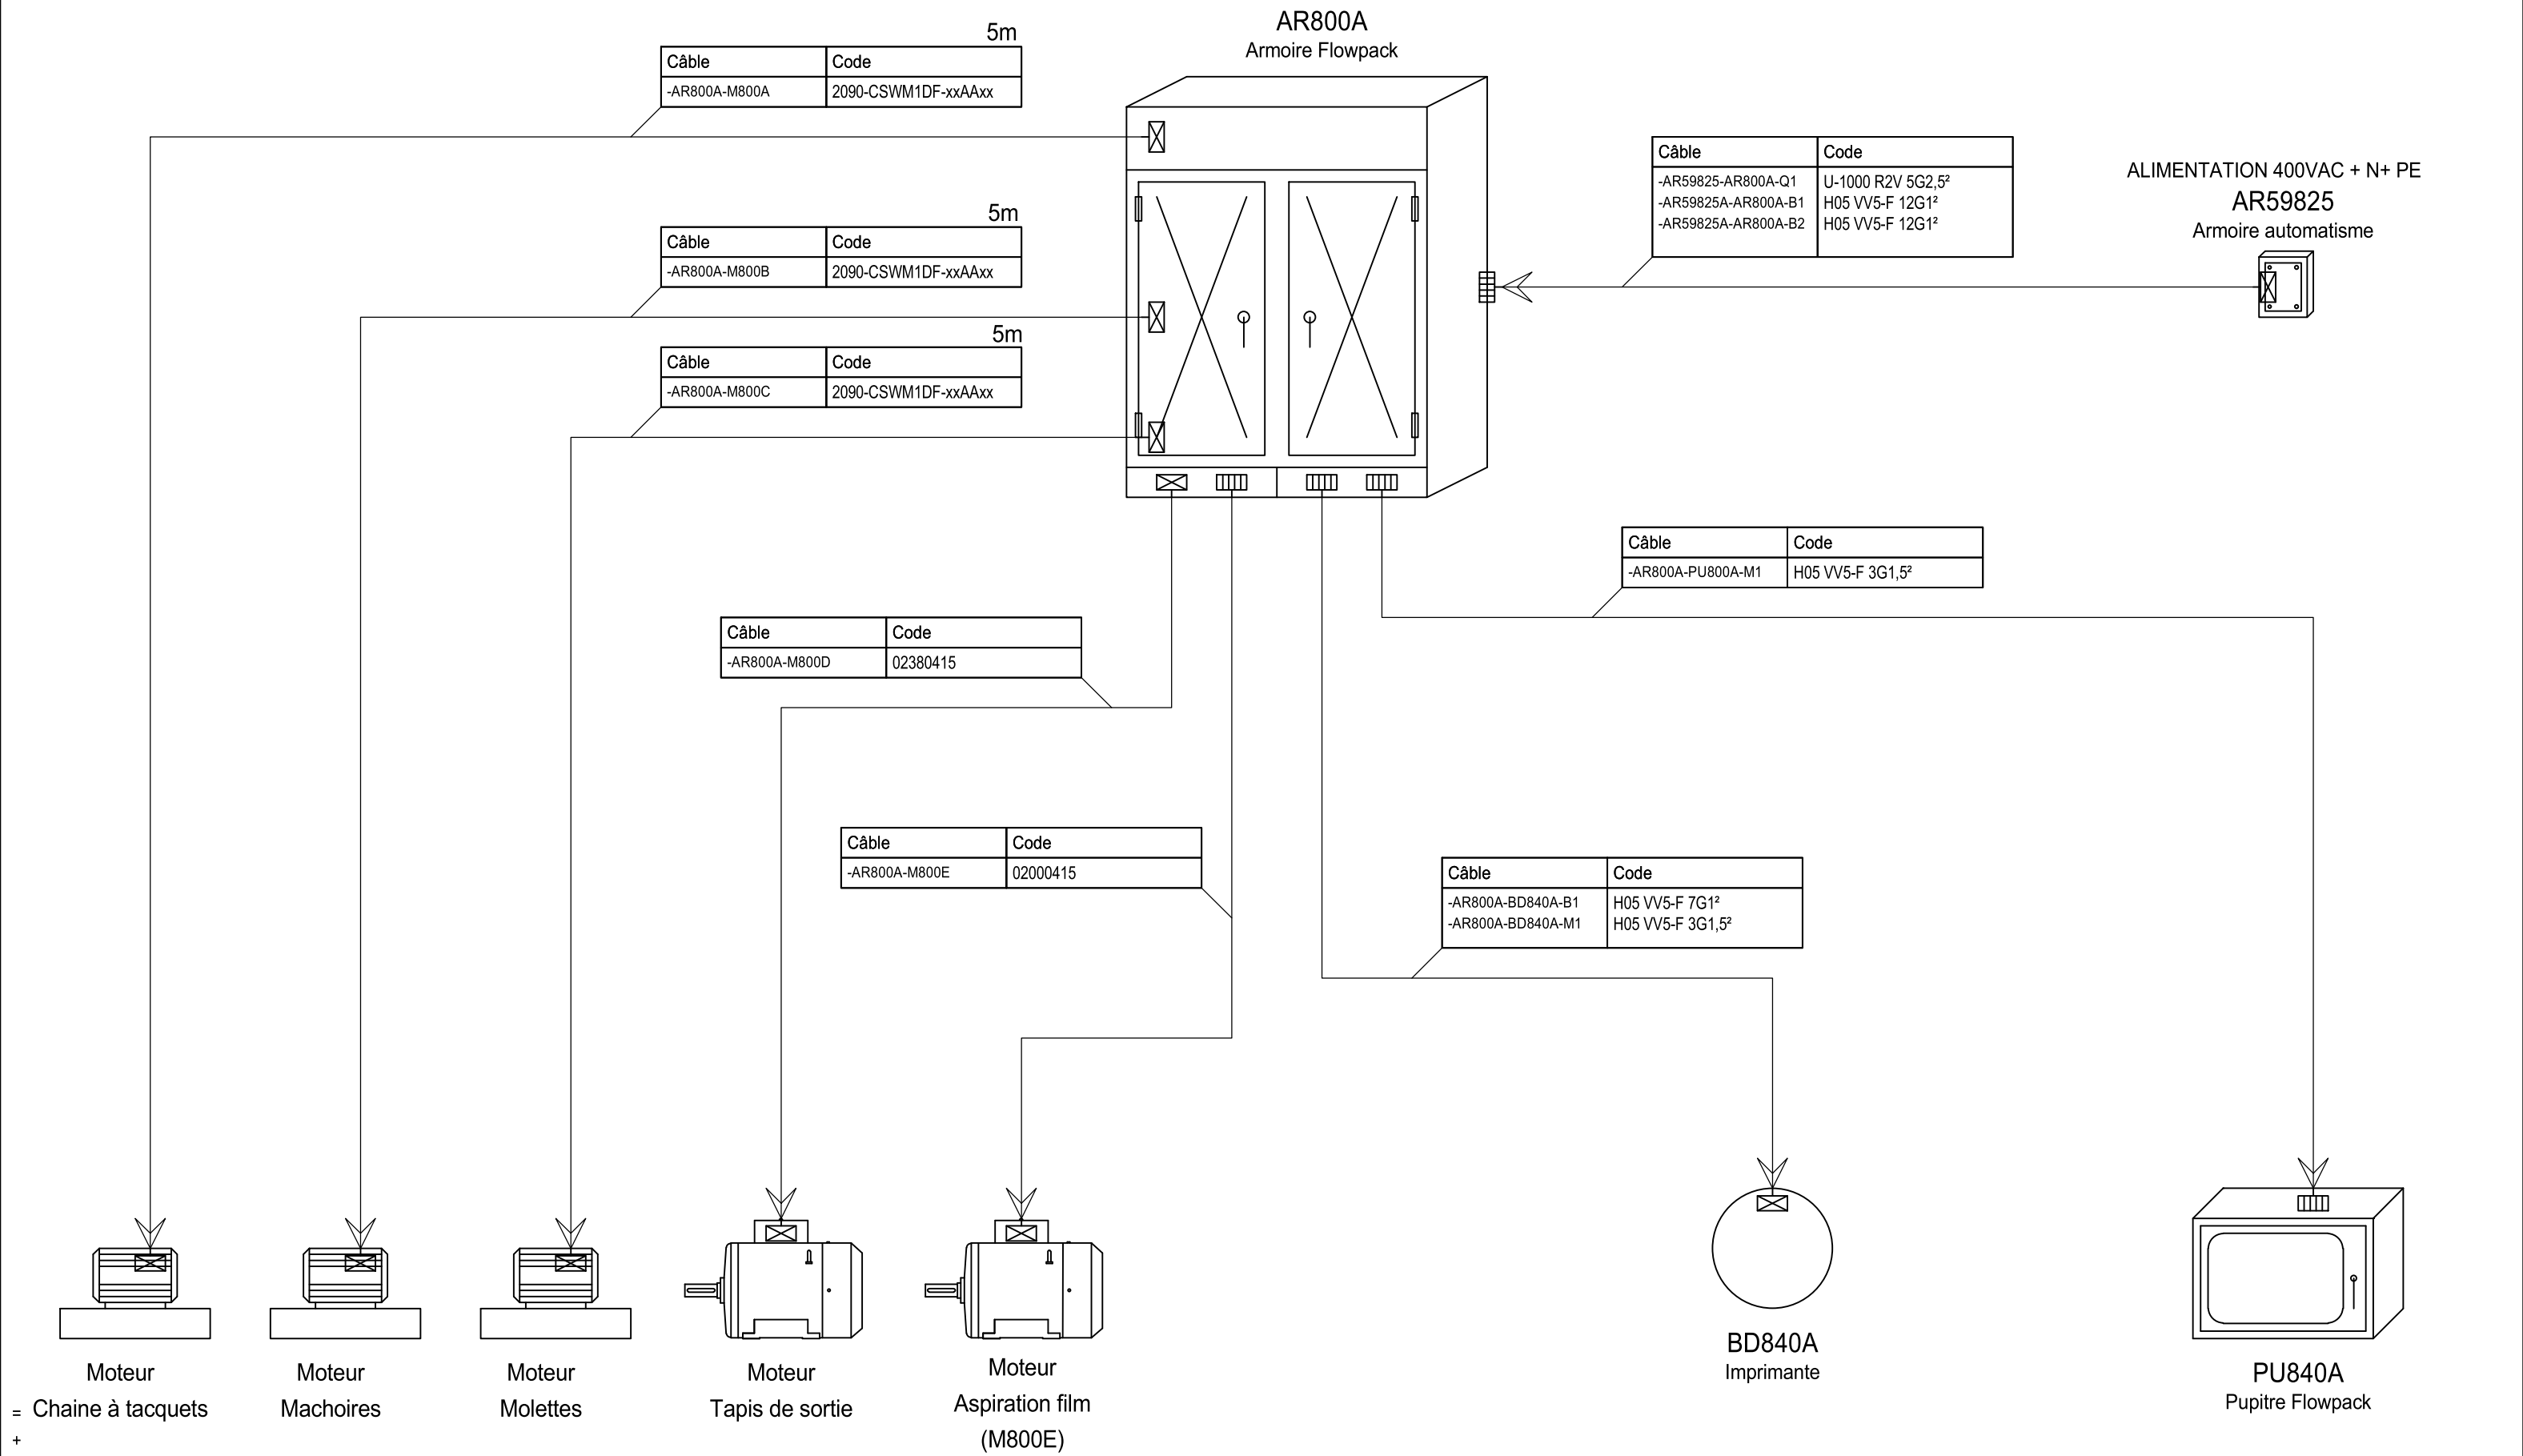 AR800A
Armoire Flowpack
5m
Câble Code
-AR800A-M800A 2090-CSWM1DF-xxAAxx
Câble Code
-AR59825-AR800A-Q1 U-1000 R2V 5G2,5²
-AR59825A-AR800A-B1 H05 VV5-F 12G1²
-AR59825A-AR800A-B2 H05 VV5-F 12G1²
ALIMENTATION 400VAC + N+ PE
AR59825
Armoire automatisme
5m
Câble Code
-AR800A-M800B 2090-CSWM1DF-xxAAxx
5m
Câble Code
-AR800A-M800C 2090-CSWM1DF-xxAAxx
Câble Code
-AR800A-PU800A-M1 H05 VV5-F 3G1,5²
Câble Code
-AR800A-M800D 02380415
Câble Code
-AR800A-M800E 02000415
Câble Code
-AR800A-BD840A-B1 H05 VV5-F 7G1²
-AR800A-BD840A-M1 H05 VV5-F 3G1,5²
Moteur
Chaine à tacquets
Moteur
Machoires
Moteur
Molettes
Moteur
Tapis de sortie
Moteur
Aspiration film
(M800E)
BD840A
Imprimante
PU840A
Pupitre Flowpack
=
+